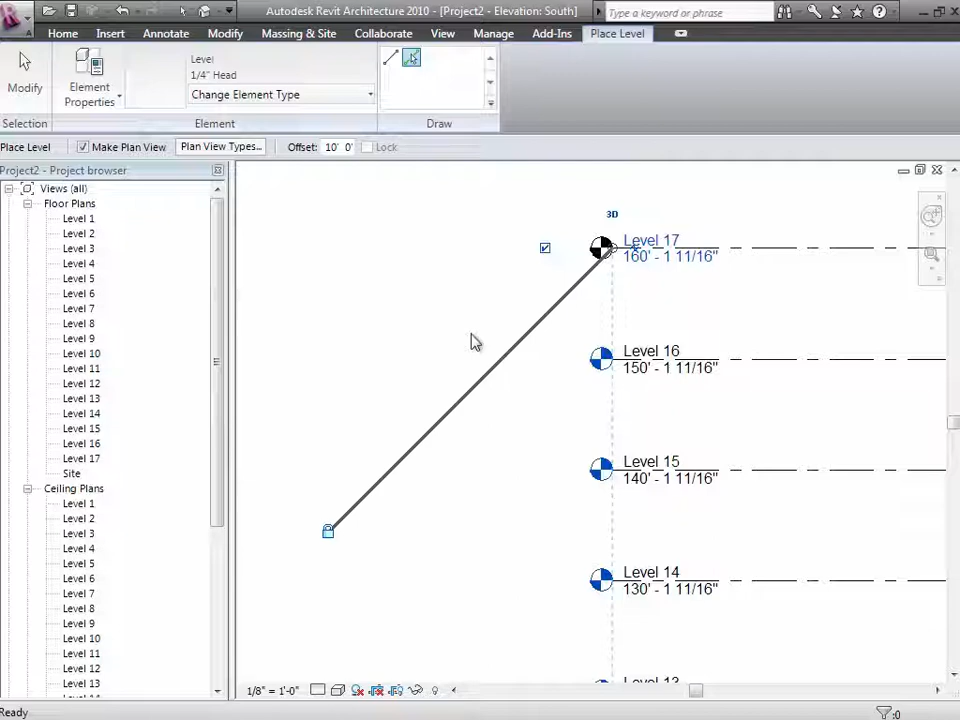 Autodesk Revit Architecture 2010 - [Project2 - Elevation: South]
Type a keyword or phrase
Home
Insert
Annotate
Modify
Massing & Site
Collaborate
View
Manage
Add-Ins
Place Level
Modify
Element
Properties
Level
1/4" Head
Change Element Type
Selection
Element
Draw
Place Level
Make Plan View
Plan View Types...
Offset:
10' 0"
Lock
Project2 - Project browser
Views (all)
Floor Plans
Level 1
Level 2
Level 3
Level 4
Level 5
Level 6
Level 7
Level 8
Level 9
Level 10
Level 11
Level 12
Level 13
Level 14
Level 15
Level 16
Level 17
Site
Ceiling Plans
Level 1
Level 2
Level 3
Level 4
Level 5
Level 6
Level 7
Level 8
Level 9
Level 10
Level 11
Level 12
Level 13
3D
Level 17
160' - 1 11/16"
Level 16
150' - 1 11/16"
Level 15
140' - 1 11/16"
Level 14
130' - 1 11/16"
1/8" = 1'-0"
Ready
:0